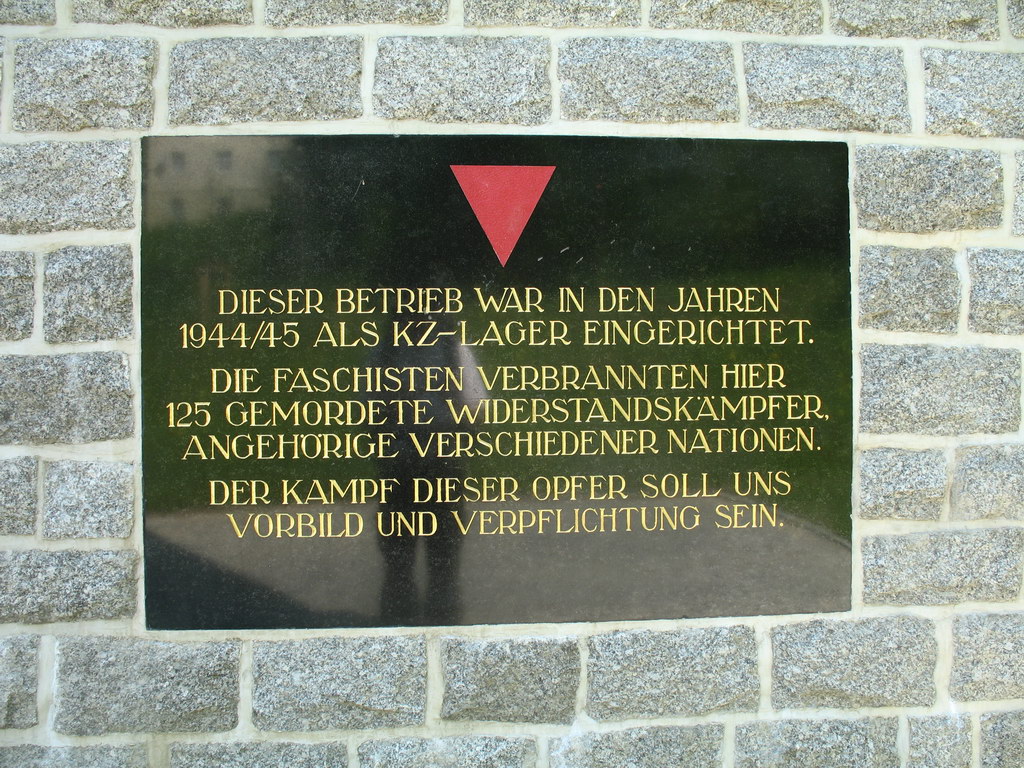 DIESER BETRIEB WAR IN DEN JAHREN
1944/45 ALS KZ-LAGER EINGERICHTET.
DIE FASCHISTEN VERBRANNTEN HIER
125 GEMORDETE WIDERSTANDSKÄMPFER,
ANGEHÖRIGE VERSCHIEDENER NATIONEN.
DER KAMPF DIESER OPFER SOLL UNS
VORBILD UND VERPFLICHTUNG SEIN.